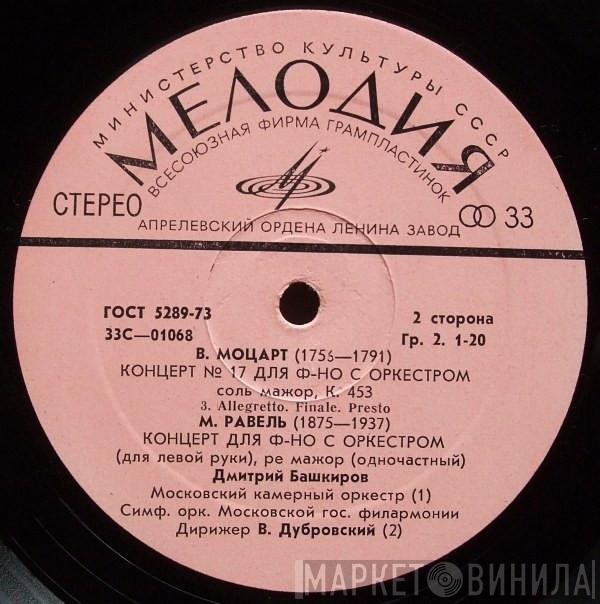 МИНИСТЕРСТВО КУЛЬТУРЫ СССР
МЕЛОДИЯ
ВСЕСОЮЗНАЯ ФИРМА ГРАМПЛАСТИНОК
СТЕРЕО
33
АПРЕЛЕВСКИЙ ОРДЕНА ЛЕНИНА ЗАВОД
ГОСТ 5289-73
2 сторона
33С—01068
Гр. 2. 1-20
В. МОЦАРТ (1756—1791)
КОНЦЕРТ № 17 ДЛЯ Ф-НО С ОРКЕСТРОМ
соль мажор, К. 453
3. Allegretto. Finale. Presto
М. РАВЕЛЬ (1875—1937)
КОНЦЕРТ ДЛЯ Ф-НО С ОРКЕСТРОМ
(для левой руки), ре мажор (одночастный)
Дмитрий Башкиров
Московский камерный оркестр (1)
Симф. орк. Московской гос. филармонии
Дирижер В. Дубровский (2)
МАРКЕТ ВИНИЛА